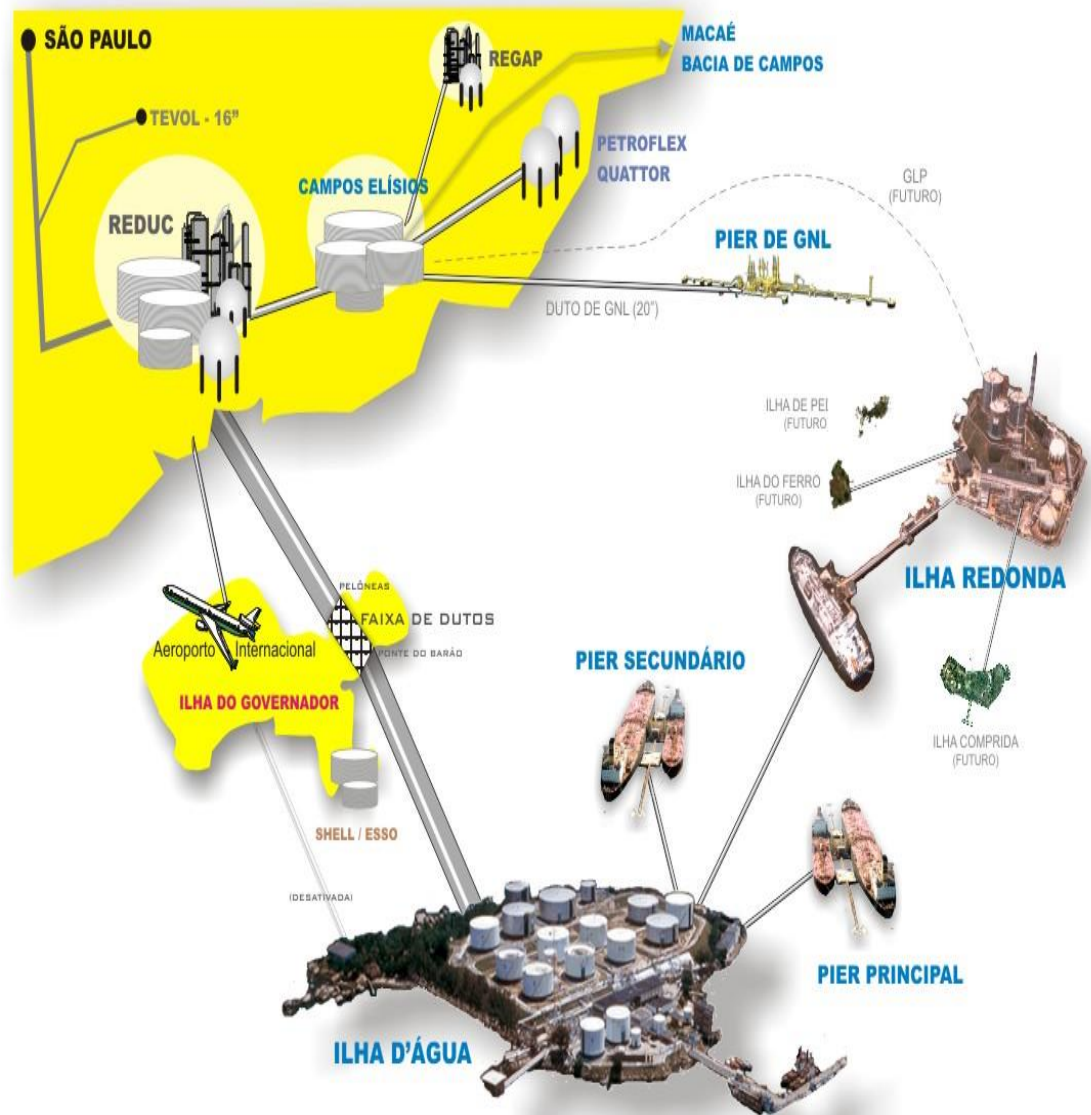 SÃO PAULO
MACAÉ
BACIA DE CAMPOS
REGAP
TEVOL - 16"
PETROFLEX
QUATTOR
CAMPOS ELÍSIOS
GLP
(FUTURO)
REDUC
PIER DE GNL
DUTO DE GNL (20")
ILHA DE PEI
(FUTURO
ILHA DO FERRO
(FUTURO)
ILHA REDONDA
PELÔNEAS
FAIXA DE DUTOS
PONTE DO BARÃO
Aeroporto Internacional
PIER SECUNDÁRIO
ILHA DO GOVERNADOR
ILHA COMPRIDA
(FUTURO)
SHELL / ESSO
(DESATIVADA)
PIER PRINCIPAL
ILHA D'ÁGUA